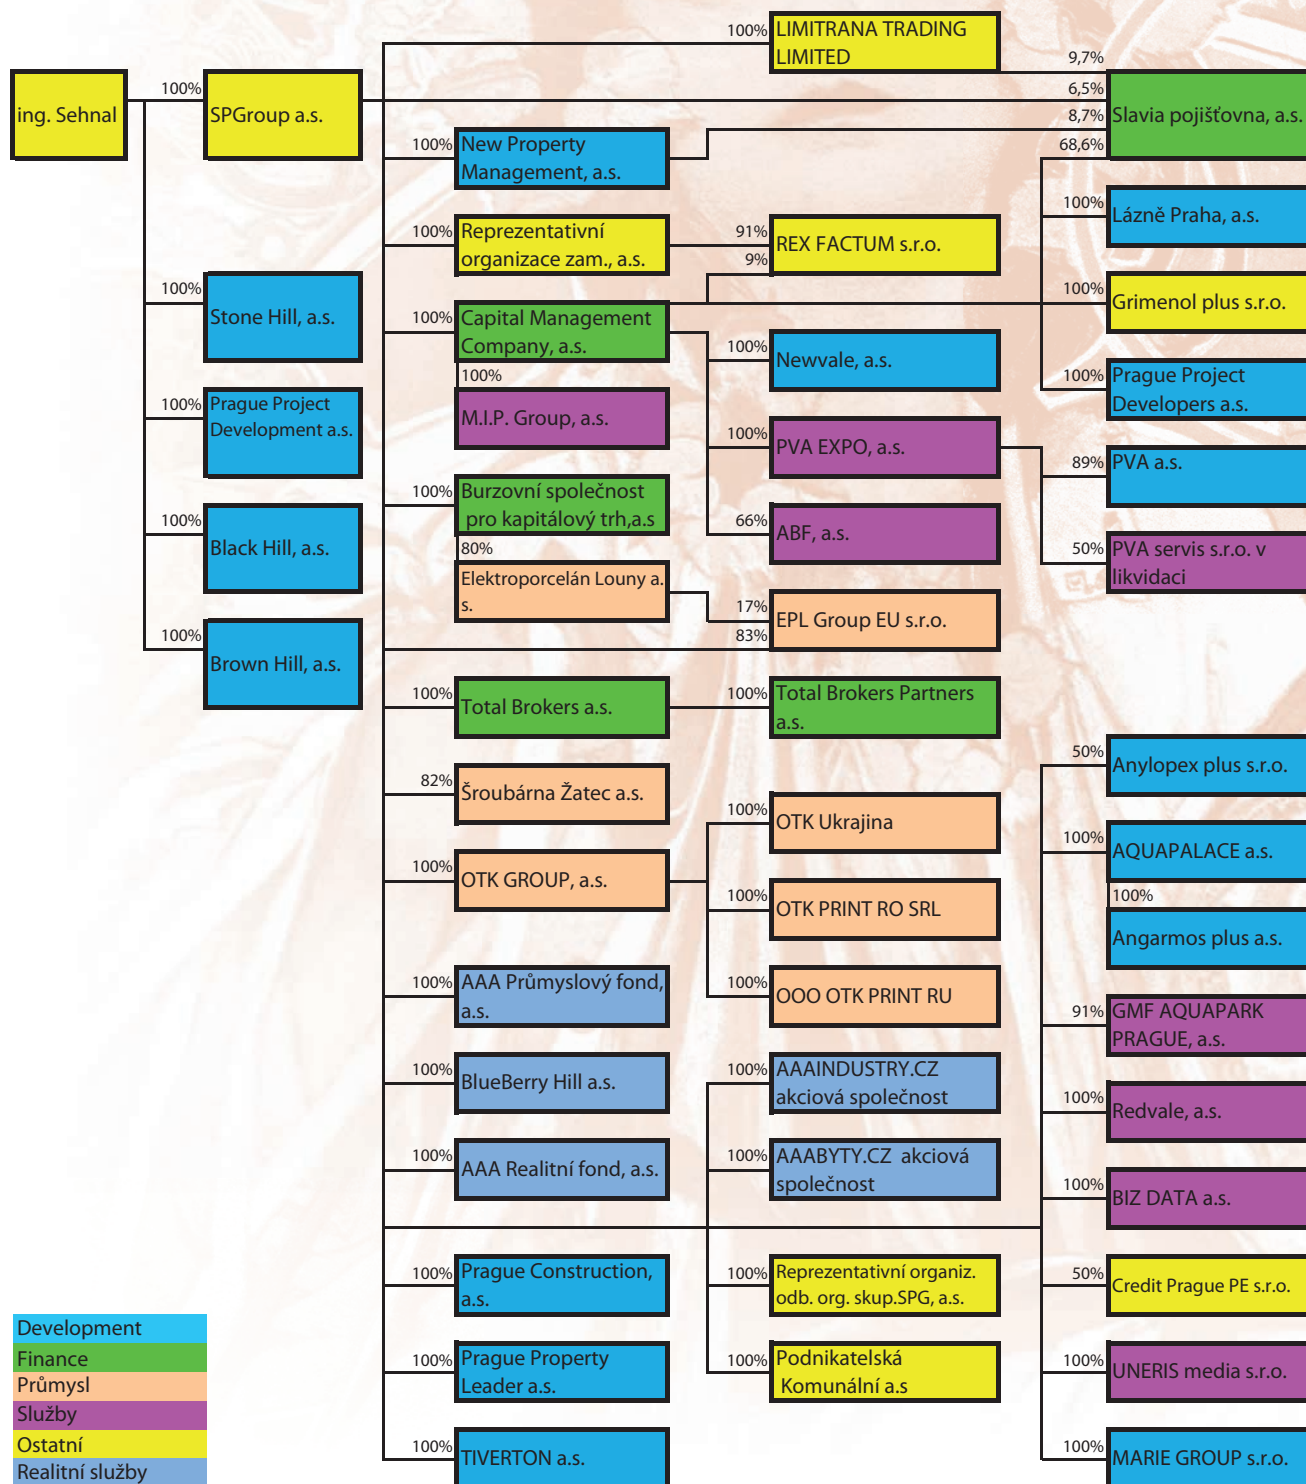 100%
LIMITRANA TRADING
LIMITED
9,7%
ing. Sehnal
100%
SPGroup a.s.
6,5%
8,7%
68,6%
Slavia pojišťovna, a.s.
100%
New Property
Management, a.s.
100%
Lázně Praha, a.s.
100%
Reprezentativní
organizace zam., a.s.
91%
9%
REX FACTUM s.r.o.
100%
Stone Hill, a.s.
100%
Grimenol plus s.r.o.
100%
Capital Management
Company, a.s.
100%
Newvale, a.s.
100%
Prague Project
Developers a.s.
100%
M.I.P. Group, a.s.
100%
Prague Project
Development a.s.
100%
PVA EXPO, a.s.
89%
PVA a.s.
100%
Burzovní společnost
pro kapitálový trh,a.s
100%
Black Hill, a.s.
66%
ABF, a.s.
50%
PVA servis s.r.o. v
likvidaci
80%
Elektroporcelán Louny a.
s.
17%
83%
EPL Group EU s.r.o.
100%
Brown Hill, a.s.
100%
Total Brokers a.s.
100%
Total Brokers Partners
a.s.
50%
Anylopex plus s.r.o.
82%
Šroubárna Žatec a.s.
100%
OTK Ukrajina
100%
AQUAPALACE a.s.
100%
OTK GROUP, a.s.
100%
OTK PRINT RO SRL
100%
Angarmos plus a.s.
100%
AAA Průmyslový fond,
a.s.
100%
OOO OTK PRINT RU
91%
GMF AQUAPARK
PRAGUE, a.s.
100%
BlueBerry Hill a.s.
100%
AAAINDUSTRY.CZ
akciová společnost
100%
Redvale, a.s.
100%
AAA Realitní fond, a.s.
100%
AAABYTY.CZ akciová
společnost
100%
BIZ DATA a.s.
100%
Prague Construction,
a.s.
100%
Reprezentativní organiz.
odb. org. skup.SPG, a.s.
50%
Credit Prague PE s.r.o.
100%
Prague Property
Leader a.s.
100%
Podnikatelská
Komunální a.s
100%
UNERIS media s.r.o.
100%
TIVERTON a.s.
100%
MARIE GROUP s.r.o.
Development
Finance
Průmysl
Služby
Ostatní
Realitní služby